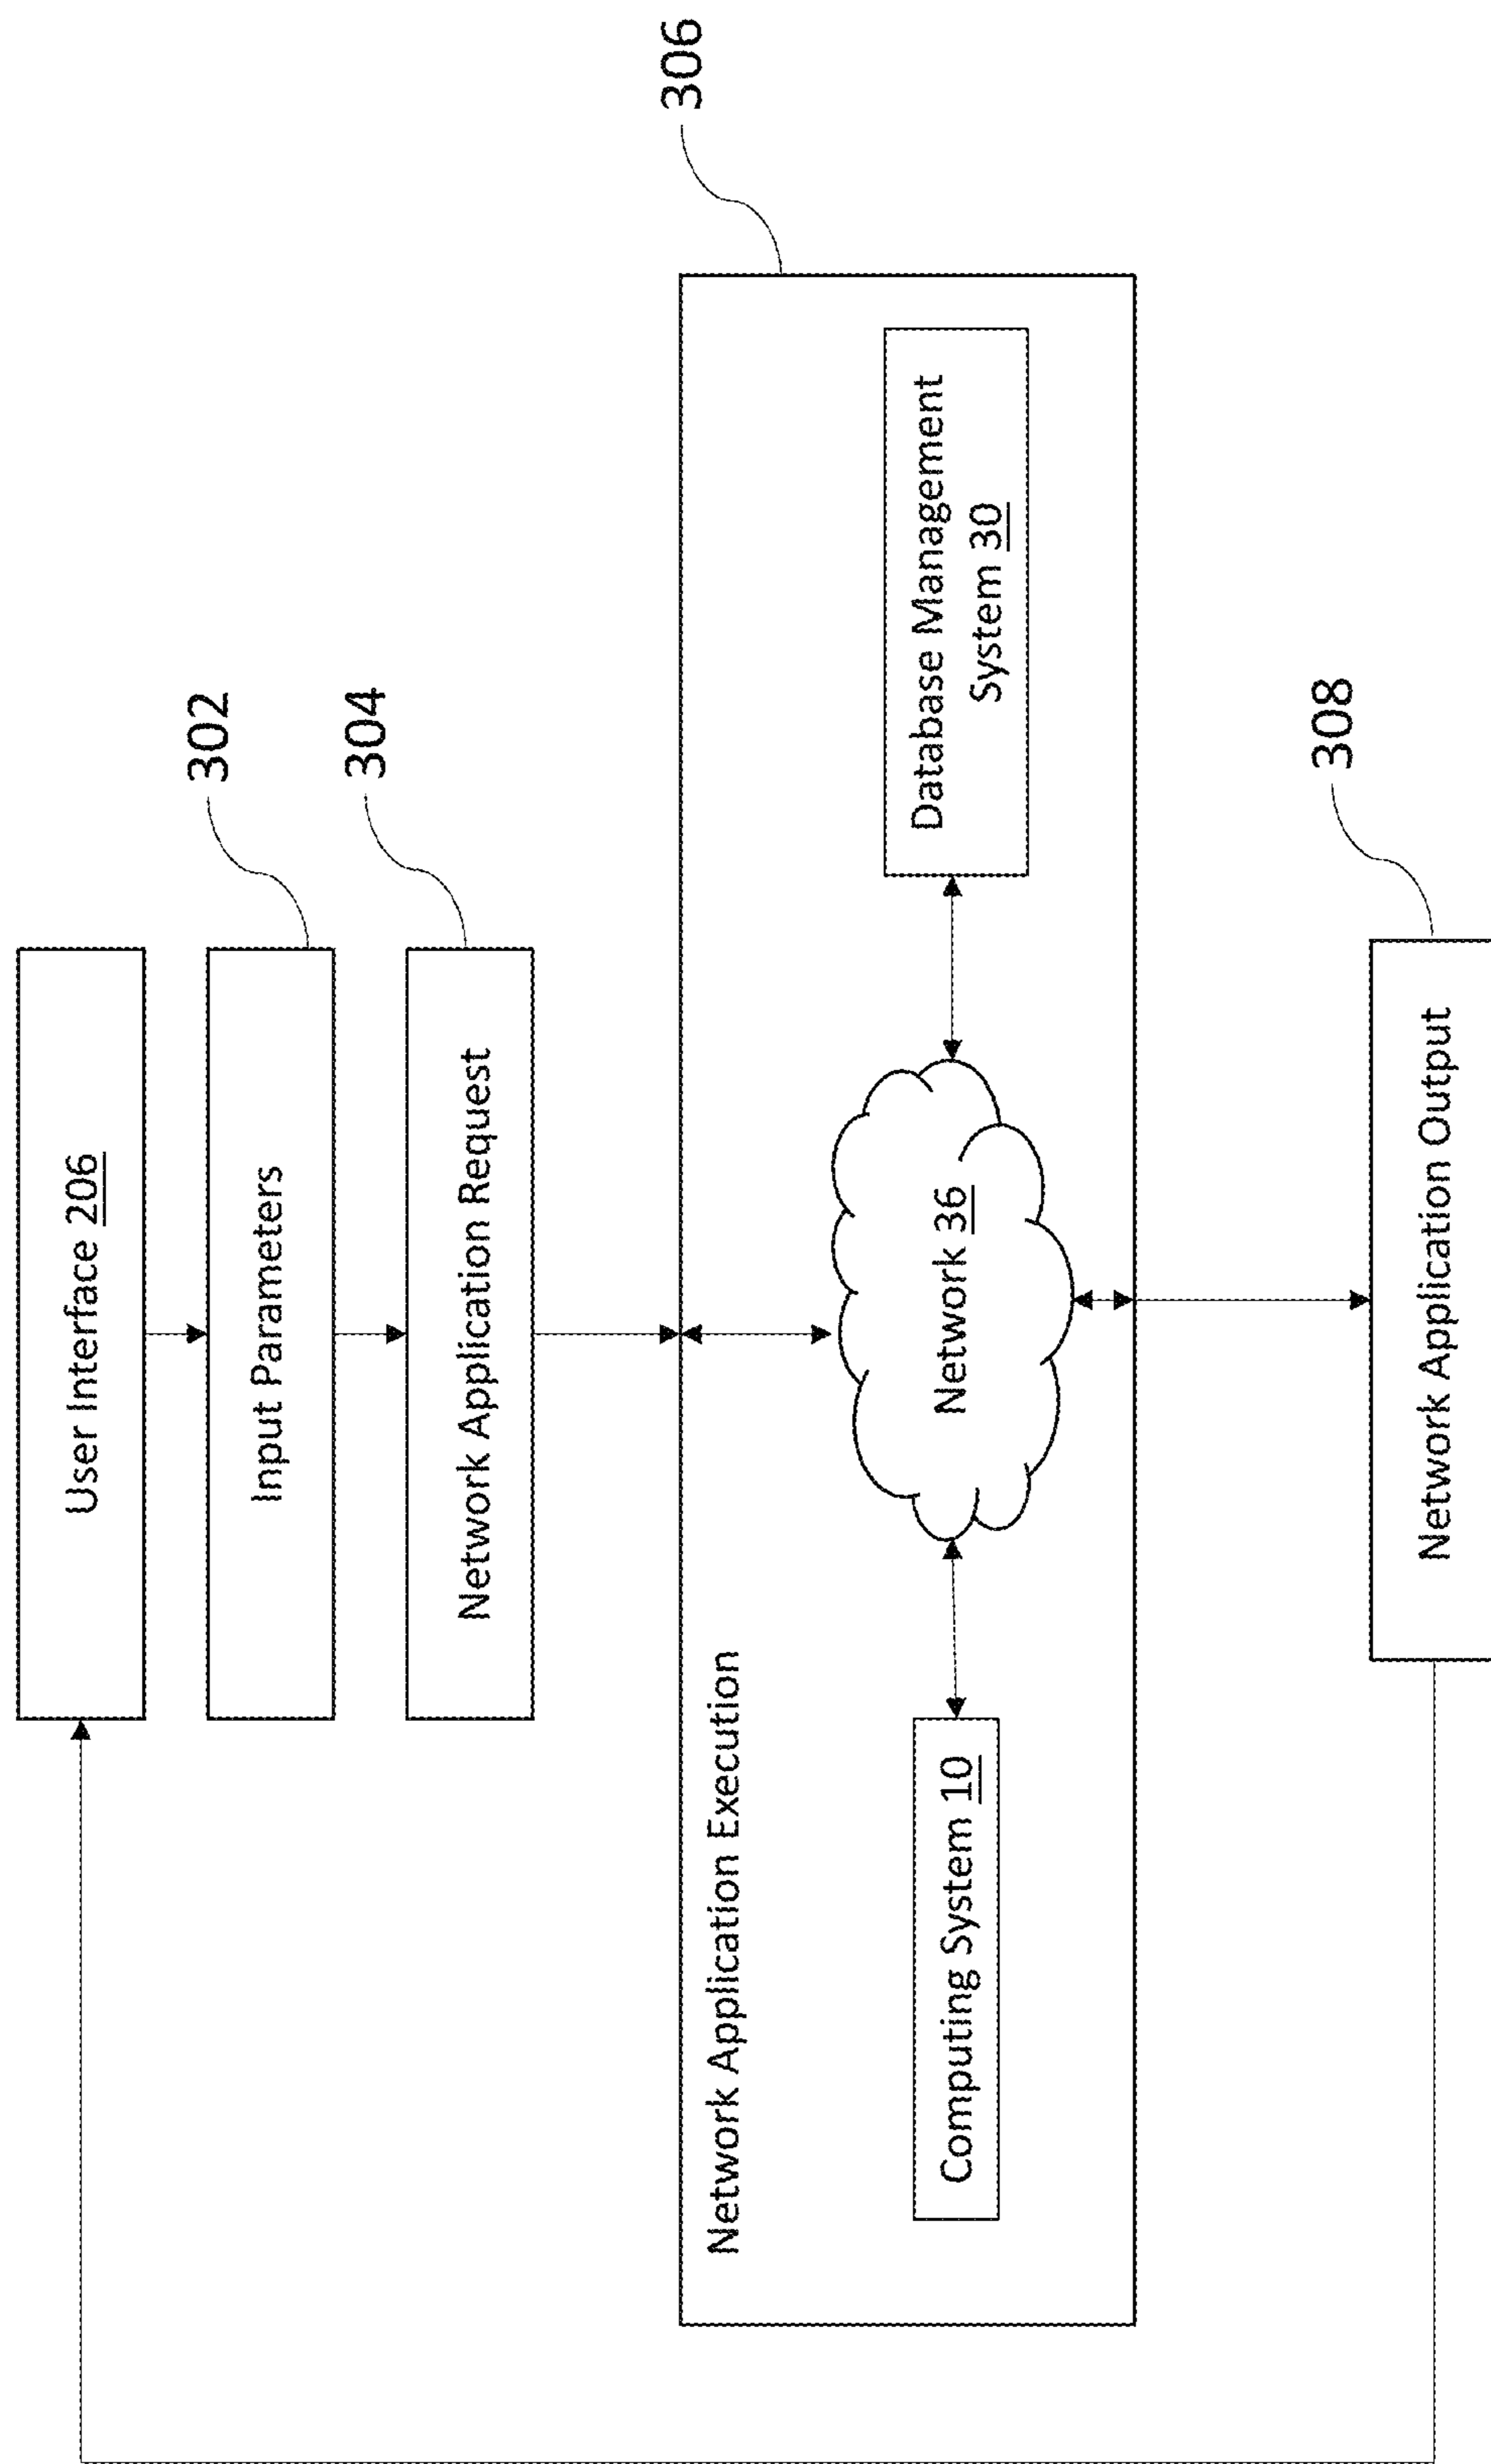 User Interface 206
Input Parameters
302
Network Application Request
304
306
Network Application Execution
Computing System 10
Network 36
Database Management
System 30
308
Network Application Output